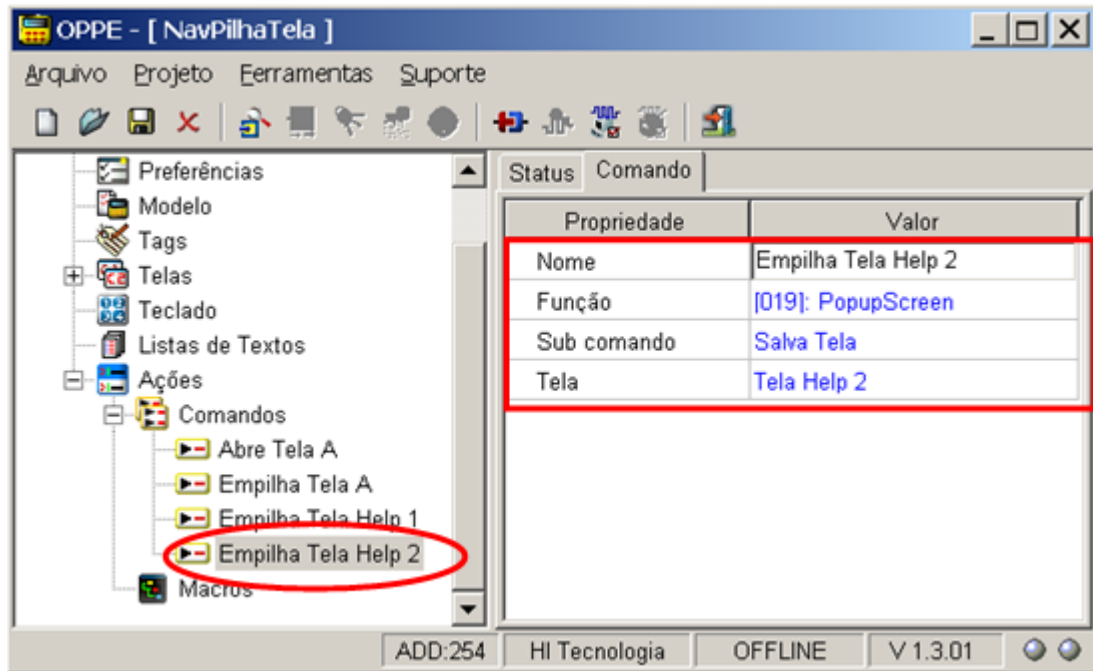 OPPE - [ NavPilhaTela ]
Arquivo Projeto Ferramentas Suporte
Preferências
Modelo
Tags
Telas
Teclado
Listas de Textos
Ações
Comandos
Abre Tela A
Empilha Tela A
Empilha Tela Help 1
Empilha Tela Help 2
Macros
Status Comando
Propriedade Valor
Nome Empilha Tela Help 2
Função [019]: PopupScreen
Sub comando Salva Tela
Tela Tela Help 2
ADD:254 HI Tecnologia OFFLINE V 1.3.01